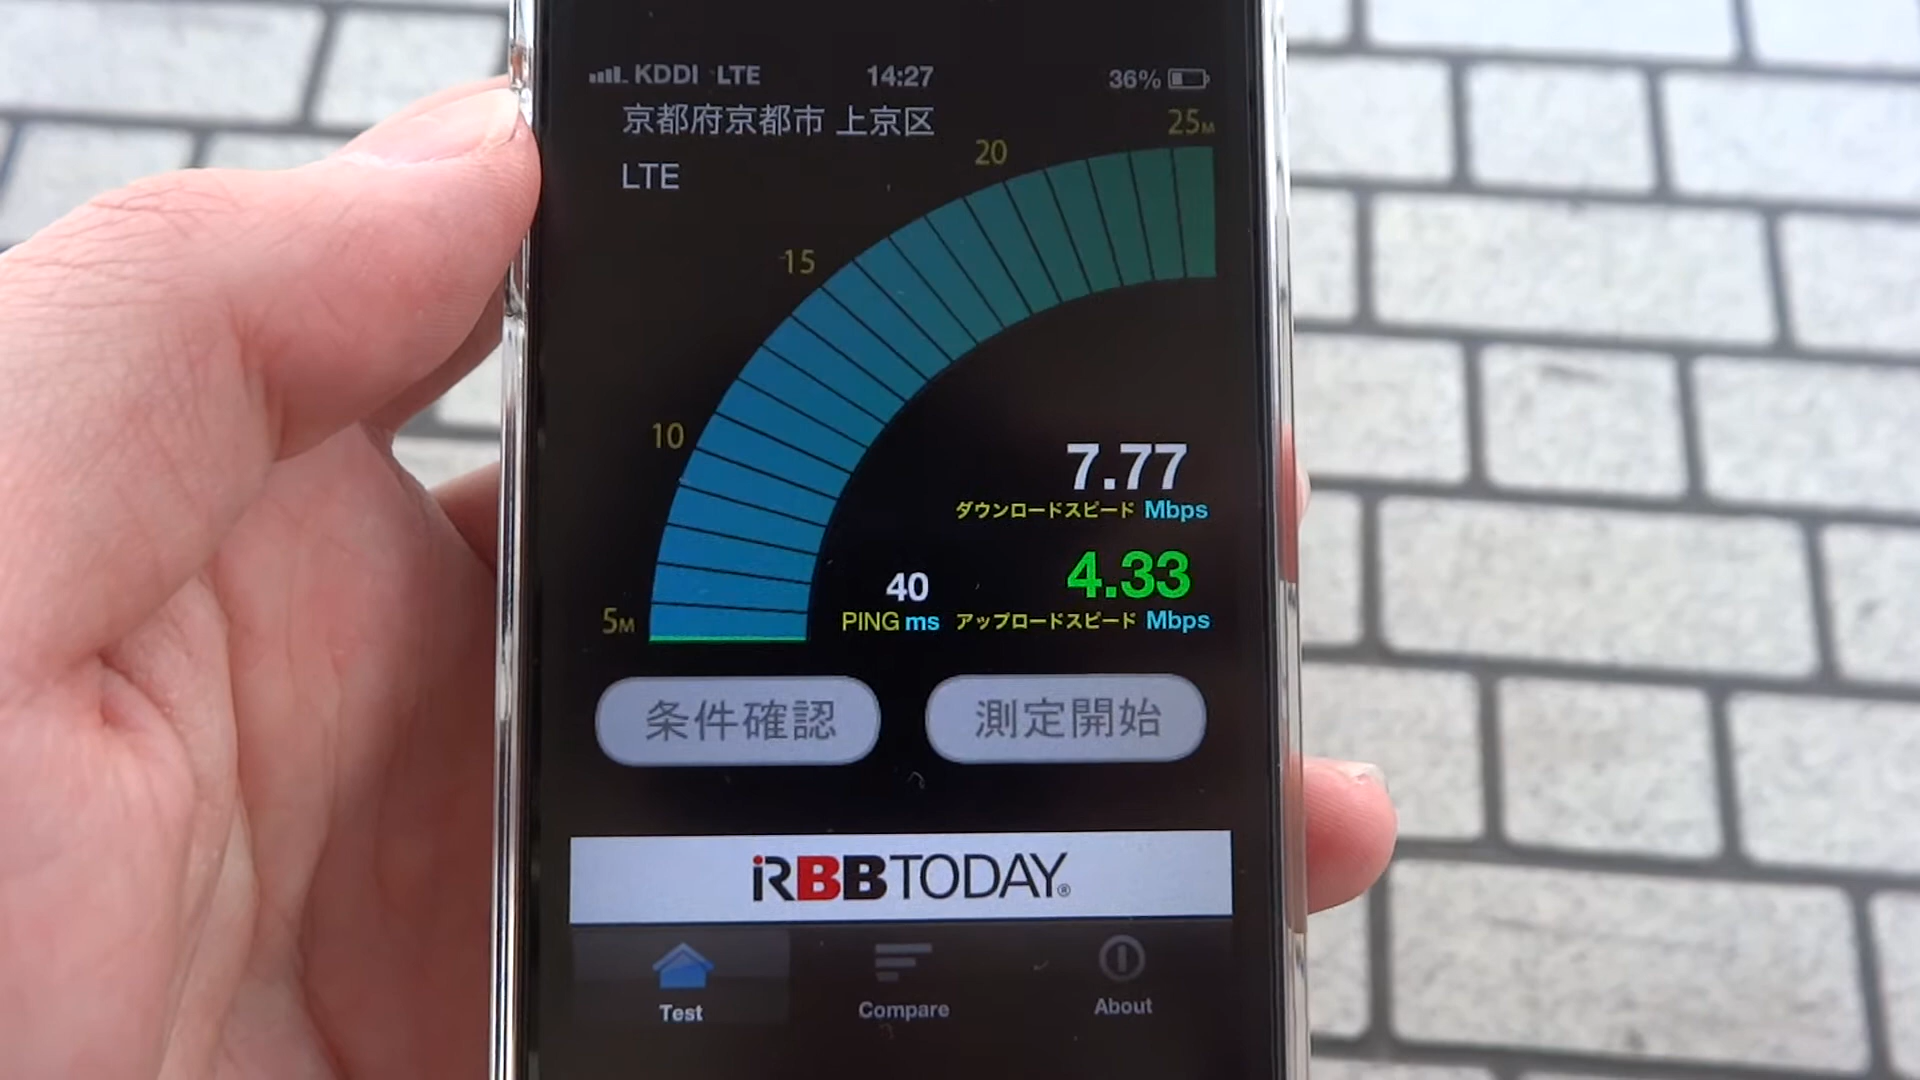 KDDI LTE 14:27 36%
京都府京都市 上京区
LTE
25M
20
15
10
5M
7.77
ダウンロードスピード Mbps
4.33
アップロードスピード Mbps
40
PING ms
条件確認 測定開始
iRBBTODAY®
Test Compare About